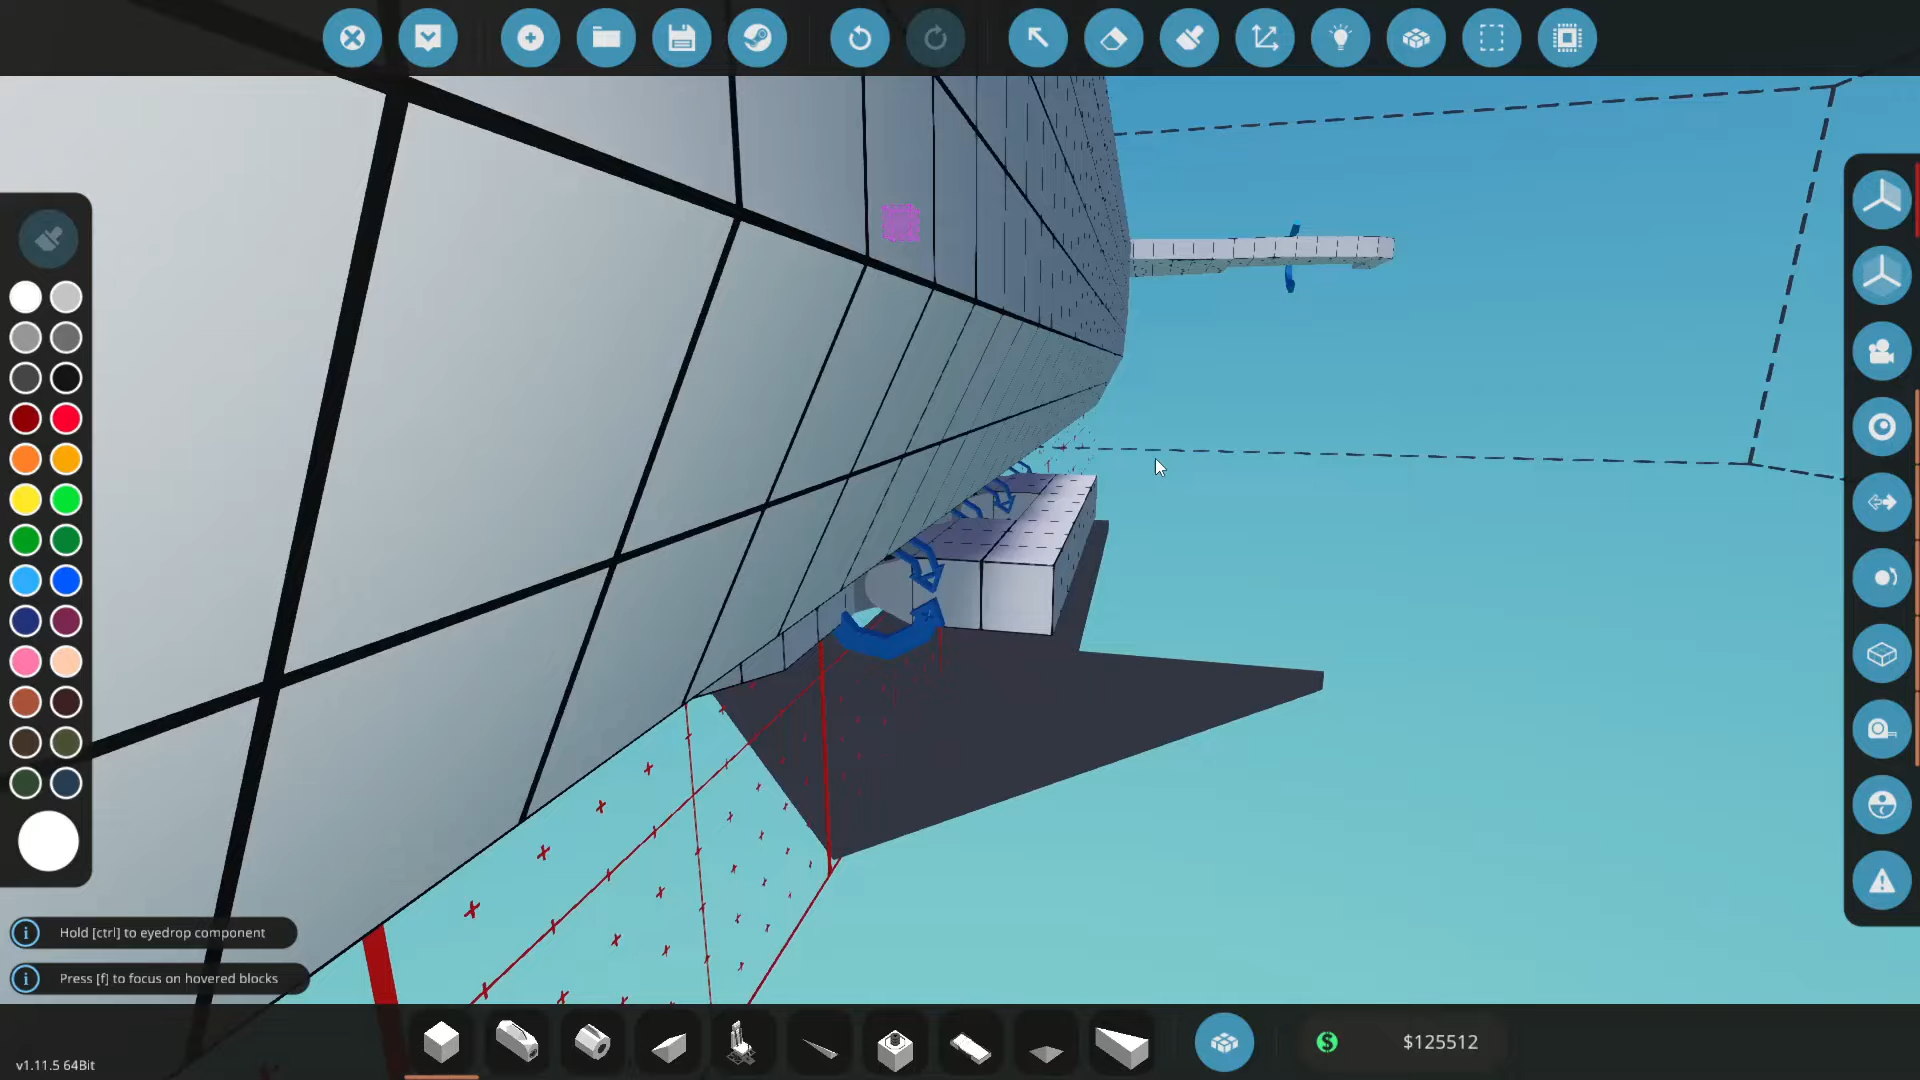 Hold [ctrl] to eyedrop component
Press [f] to focus on hovered blocks
v1.11.5 64Bit
$125512